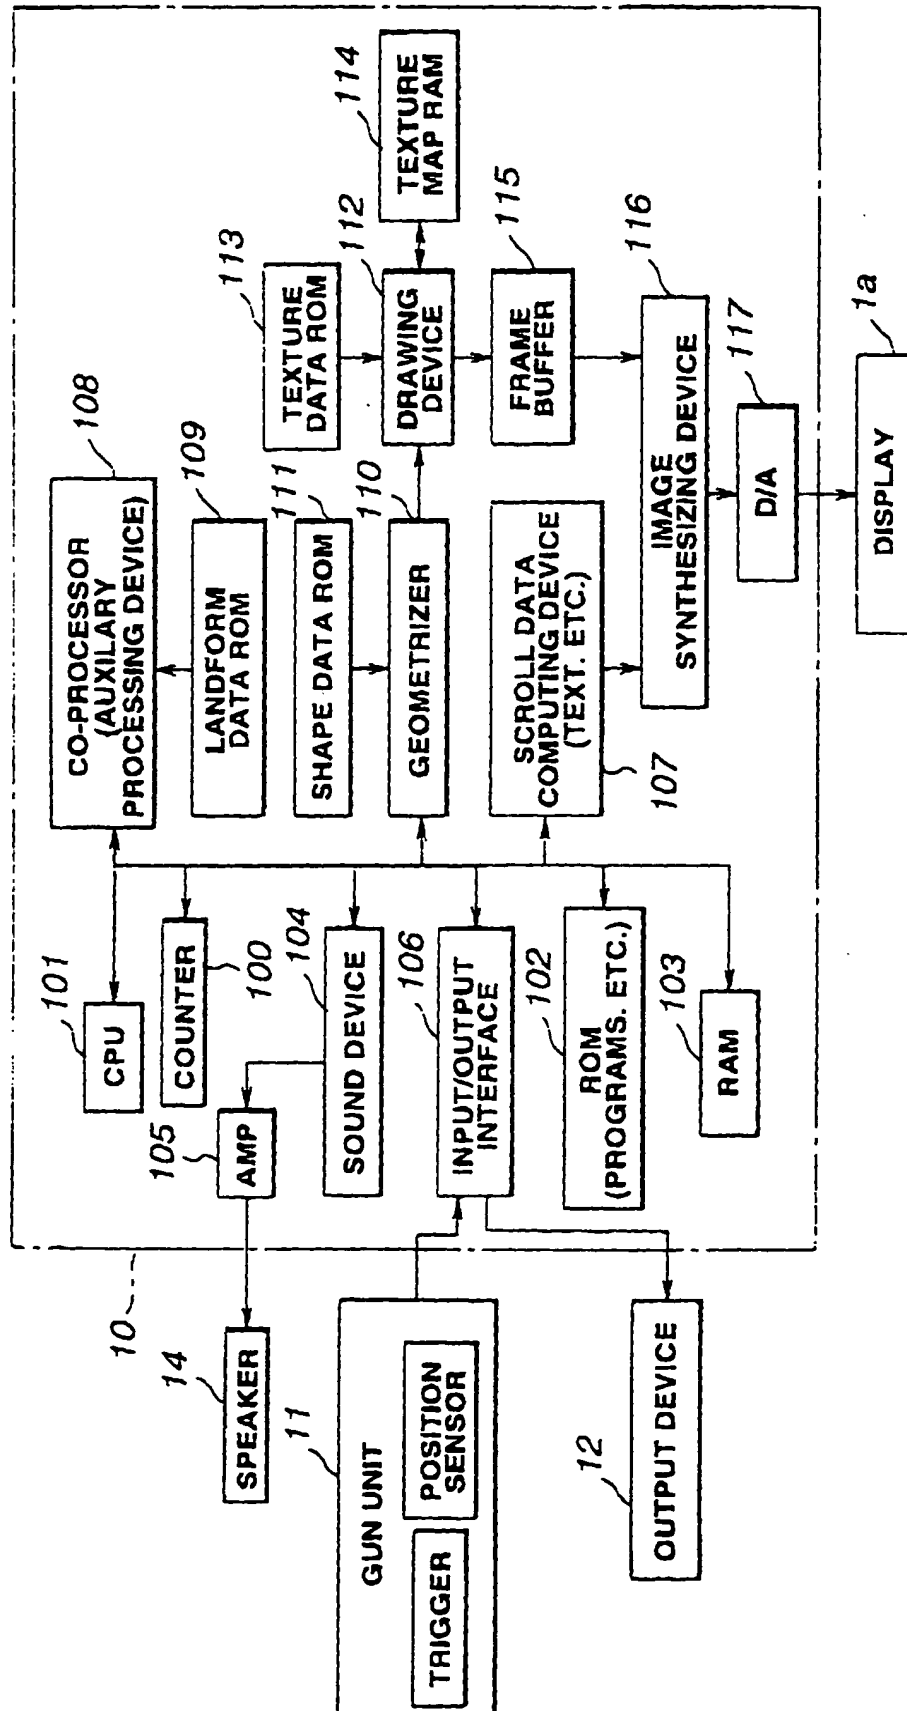 10
14
SPEAKER
11
GUN UNIT
TRIGGER
POSITION
SENSOR
12
OUTPUT DEVICE
101
CPU
COUNTER
100
105
AMP
104
SOUND DEVICE
106
INPUT/OUTPUT
INTERFACE
102
ROM
(PROGRAMS. ETC.)
103
RAM
108
CO-PROCESSOR
(AUXILARY
PROCESSING DEVICE)
109
LANDFORM
DATA ROM
111
SHAPE DATA ROM
110
GEOMETRIZER
SCROLL DATA
COMPUTING DEVICE
(TEXT. ETC.)
107
113
TEXTURE
DATA ROM
112
DRAWING
DEVICE
114
TEXTURE
MAP RAM
115
FRAME
BUFFER
116
IMAGE
SYNTHESIZING DEVICE
117
D/A
1a
DISPLAY